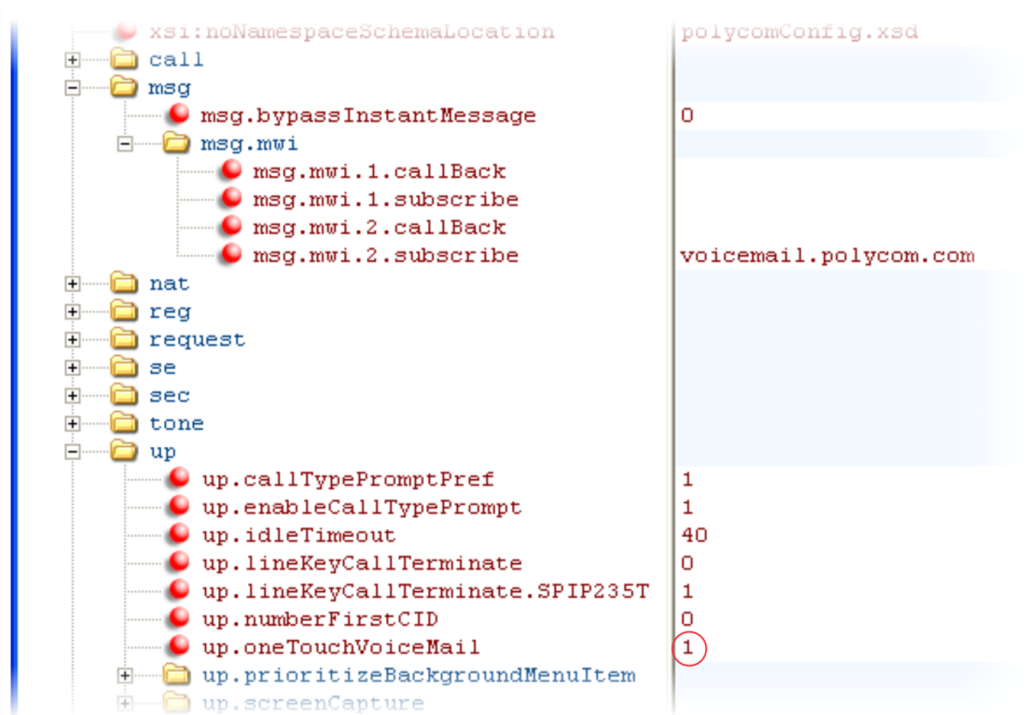 xsi:noNamespaceSchemaLocation polycomConfig.xsd
call
msg
msg.bypassInstantMessage 0
msg.mwi
msg.mwi.1.callBack
msg.mwi.1.subscribe
msg.mwi.2.callBack
msg.mwi.2.subscribe voicemail.polycom.com
nat
reg
request
se
sec
tone
up
up.callTypePromptPref 1
up.enableCallTypePrompt 1
up.idleTimeout 40
up.lineKeyCallTerminate 0
up.lineKeyCallTerminate.SPIP235T 1
up.numberFirstCID 0
up.oneTouchVoiceMail 1
up.prioritizeBackgroundMenuItem
up.screenCapture